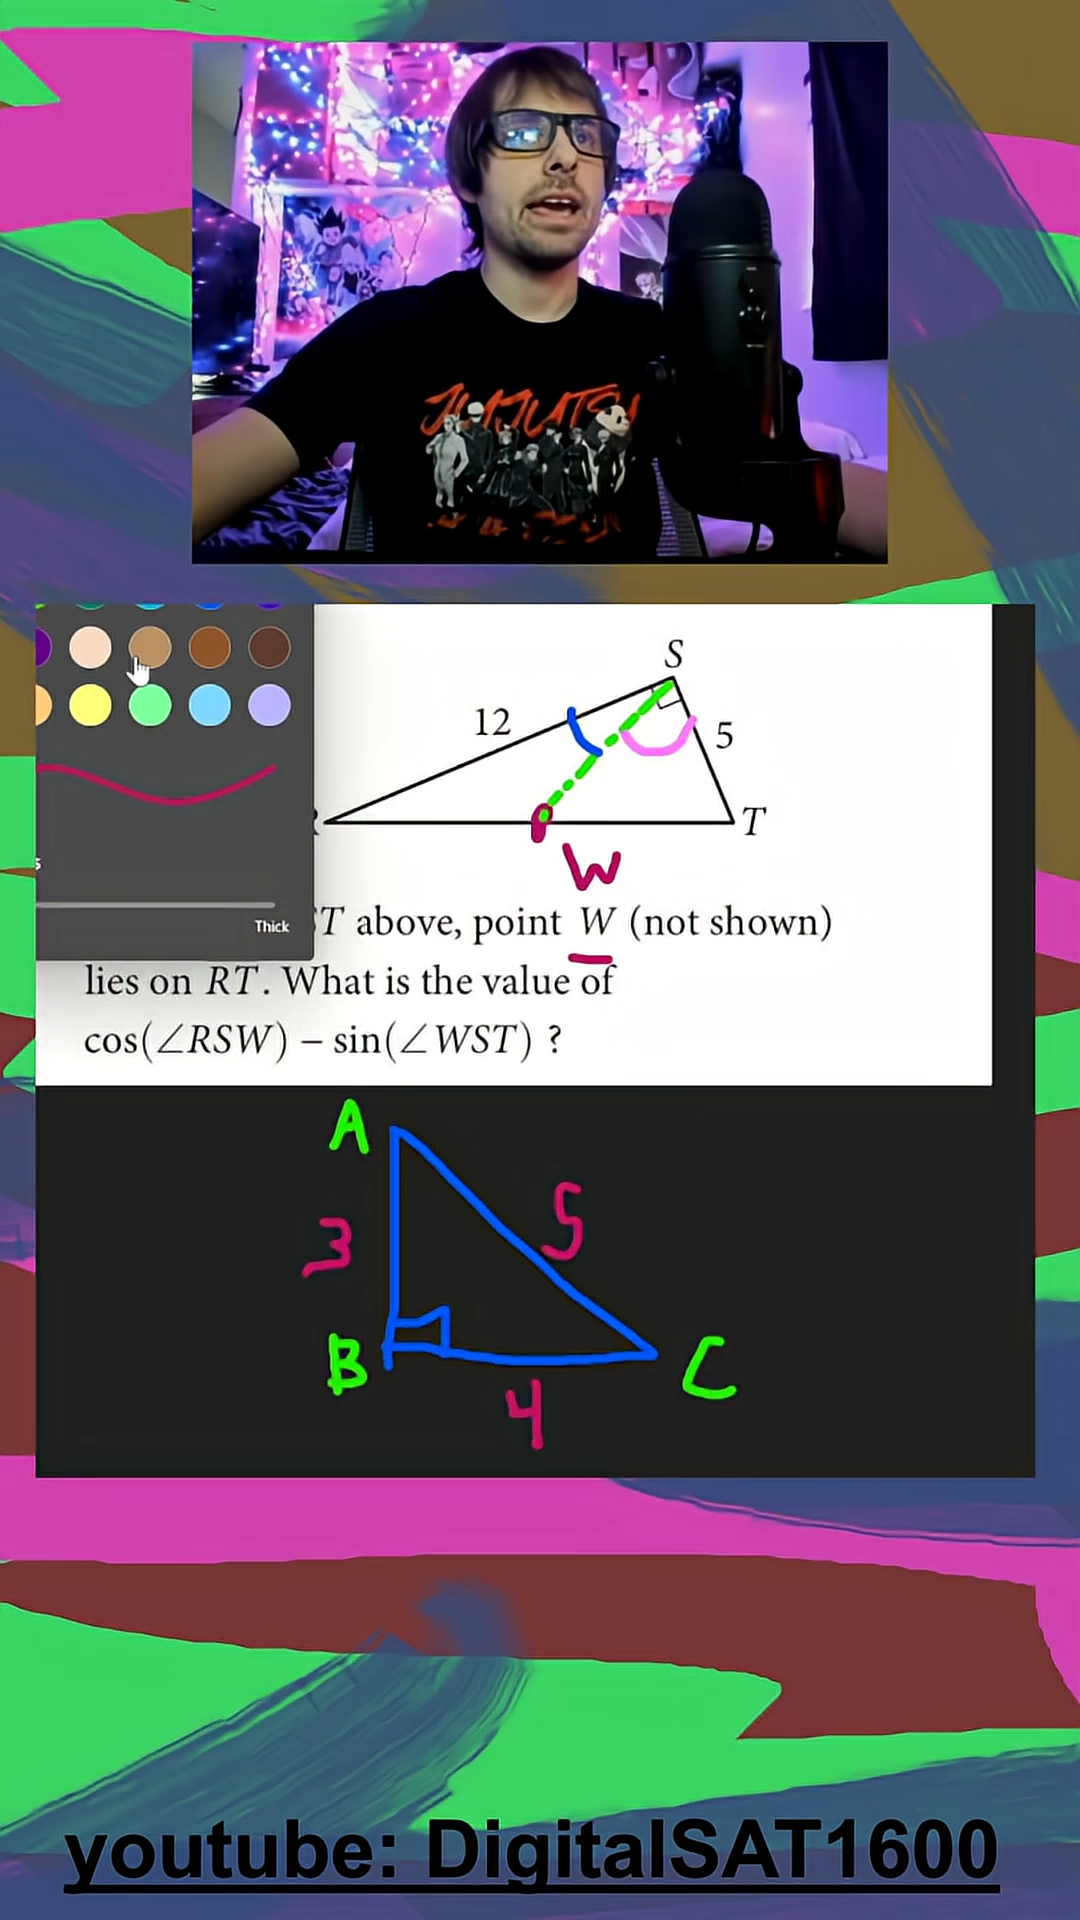 JUJUTSU
S
12
5
T
W
Thick
T above, point W (not shown)
lies on RT. What is the value of
cos(∠RSW) – sin(∠WST) ?
A
3
5
B
C
4
youtube: DigitalSAT1600